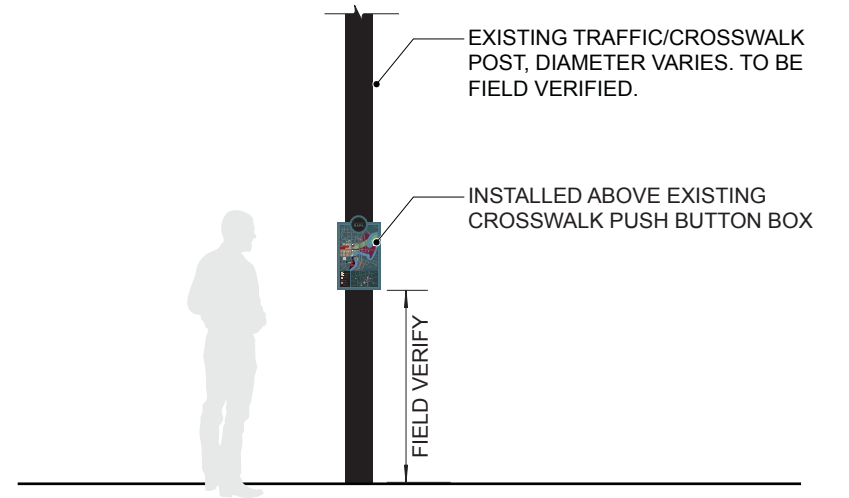 EXISTING TRAFFIC/CROSSWALK
POST, DIAMETER VARIES. TO BE
FIELD VERIFIED.
INSTALLED ABOVE EXISTING
CROSSWALK PUSH BUTTON BOX
FIELD VERIFY